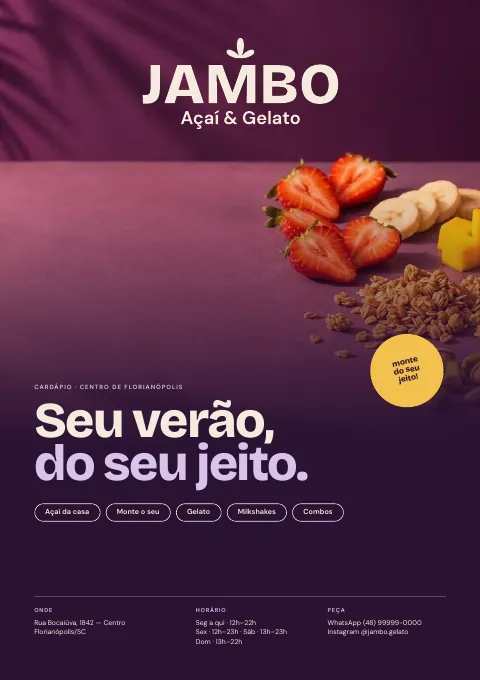 JAMBO
Açaí & Gelato
monte
do seu
jeito!
CARDÁPIO · CENTRO DE FLORIANÓPOLIS
Seu verão,
do seu jeito.
Açaí da casa
Monte o seu
Gelato
Milkshakes
Combos
ONDE
Rua Bocaiúva, 1842 — Centro
Florianópolis/SC
HORÁRIO
Seg a qui · 12h–22h
Sex · 12h–23h · Sáb · 13h–23h
Dom · 13h–22h
PEÇA
WhatsApp (48) 99999-0000
Instagram @jambo.gelato